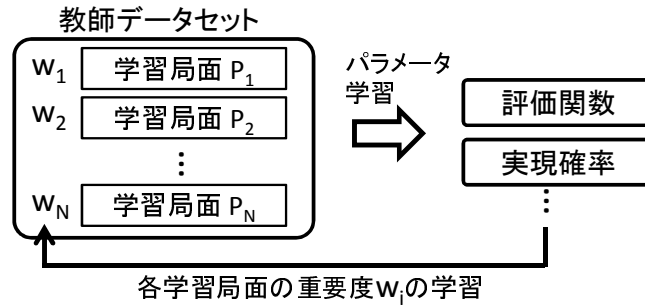 教師データセット
w1 学習局面 P1
w2 学習局面 P2
⋮
wN 学習局面 PN
パラメータ
学習
評価関数
実現確率
⋮
各学習局面の重要度wiの学習